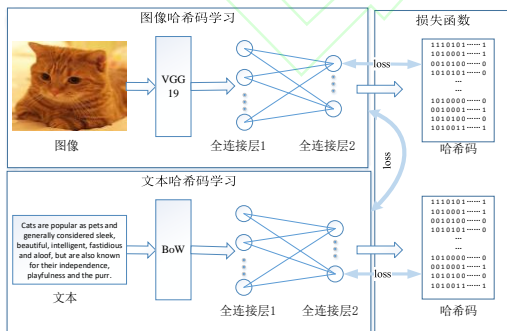 图像哈希码学习
图像
VGG
19
全连接层1
全连接层2
loss
损失函数
1110101……1
1010001……1
0010100……0
1010101……0
...
...
1010000……0
0010001……1
1010100……0
1010011……1
哈希码
loss
文本哈希码学习
Cats are popular as pets and
generally considered sleek,
beautiful, intelligent, fastidious
and aloof, but are also known
for their independence,
playfulness and the purr.
文本
BoW
全连接层1
全连接层2
loss
1110101……1
1010001……1
0010100……0
1010101……0
...
...
1010000……0
0010001……1
1010100……0
1010011……1
哈希码